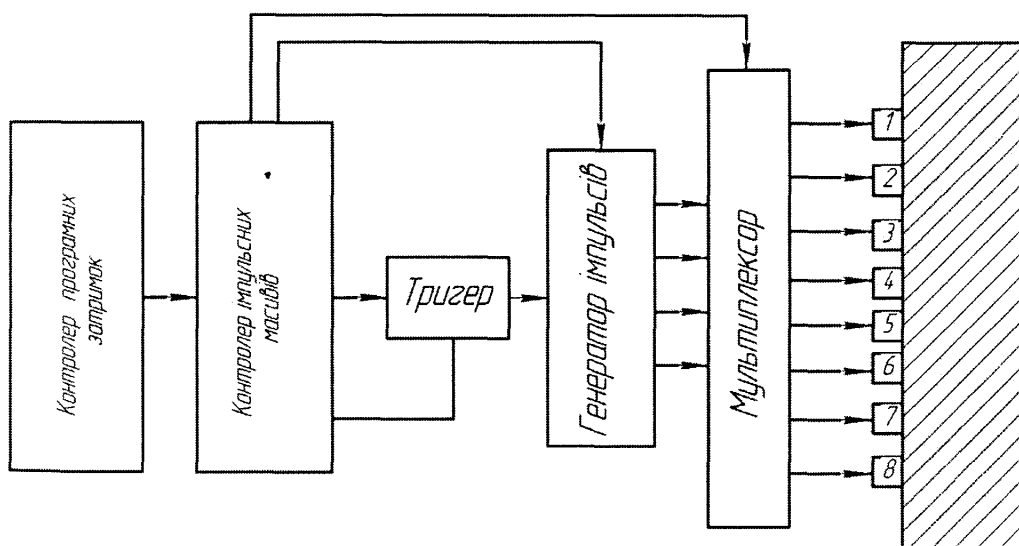 Контролер програмних
затримок
Контролер імпульсних
масивів
Тригер
Генератор імпульсів
Мультиплексор
1
2
3
4
5
6
7
8